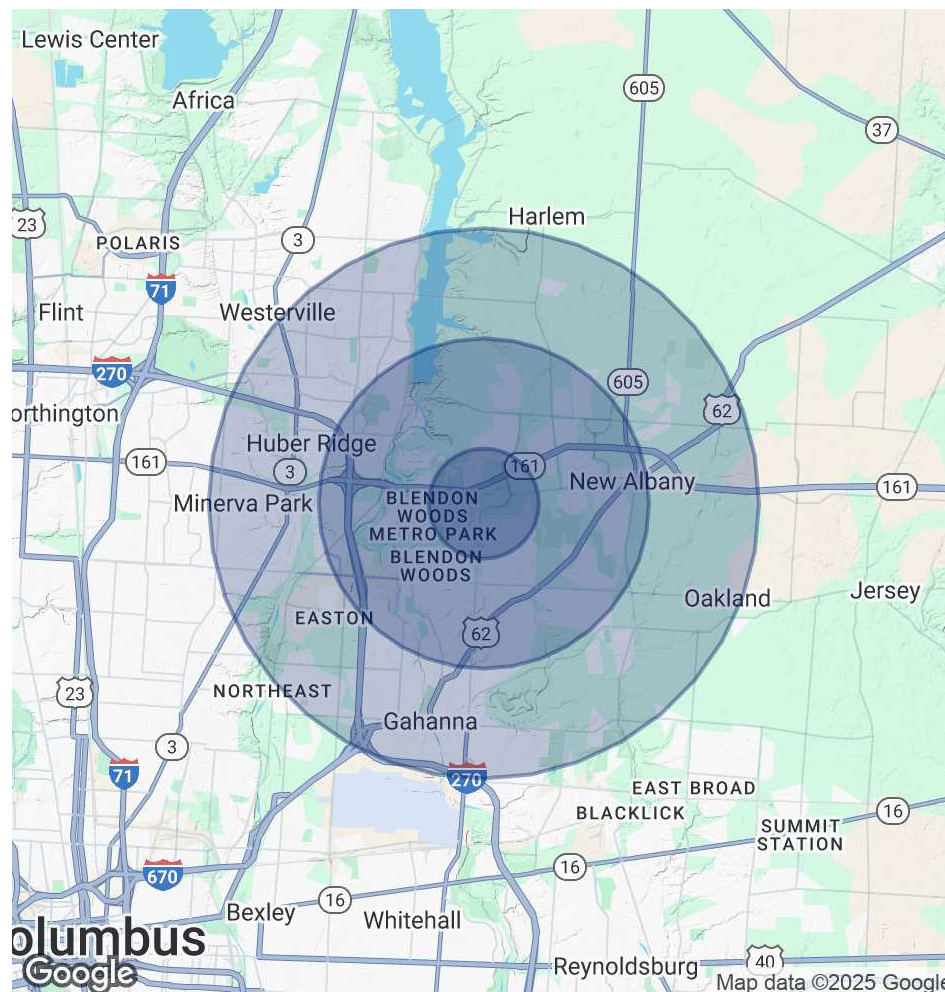 Lewis Center
Africa
605
37
Harlem
23
3
POLARIS
71
Flint
Westerville
270
605
62
orthington
Huber Ridge
161
3
161
New Albany
161
Minerva Park
BLENDON
WOODS
METRO PARK
BLENDON
WOODS
Oakland
Jersey
EASTON
62
23
NORTHEAST
Gahanna
3
71
270
EAST BROAD
BLACKLICK
16
SUMMIT
STATION
16
670
16
Bexley
Whitehall
olumbus
Google
Reynoldsburg
40
Map data ©2025 Google